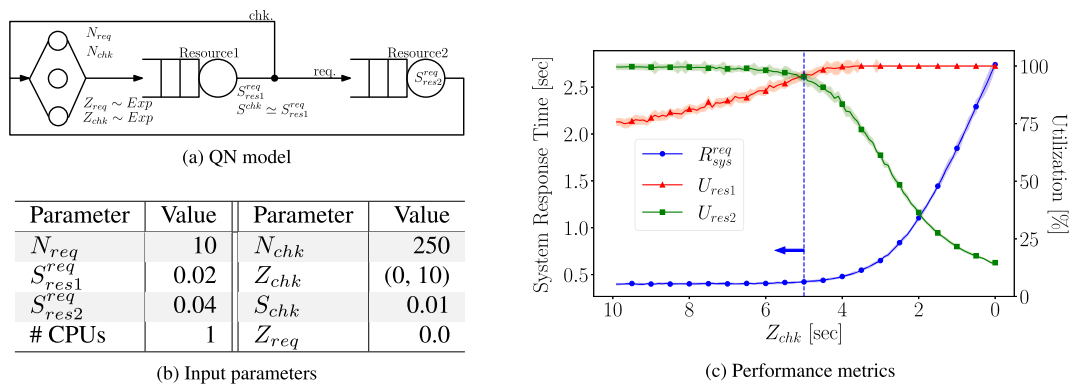 chk.
N_req
N_chk
Resource1
Resource2
S^req_res2
req.
S^req_res1
S^chk ≃ S^req_res1
Z_req ∼ Exp
Z_chk ∼ Exp
(a) QN model
Parameter Value Parameter Value
N_req 10 N_chk 250
S^req_res1 0.02 Z_chk (0, 10)
S^req_res2 0.04 S_chk 0.01
# CPUs 1 Z_req 0.0
(b) Input parameters
System Response Time [sec]
2.5
2.0
1.5
1.0
0.5
R^req_sys
U_res1
U_res2
100
75
50
25
0
Utilization [%]
10 8 6 4 2 0
Z_chk [sec]
(c) Performance metrics